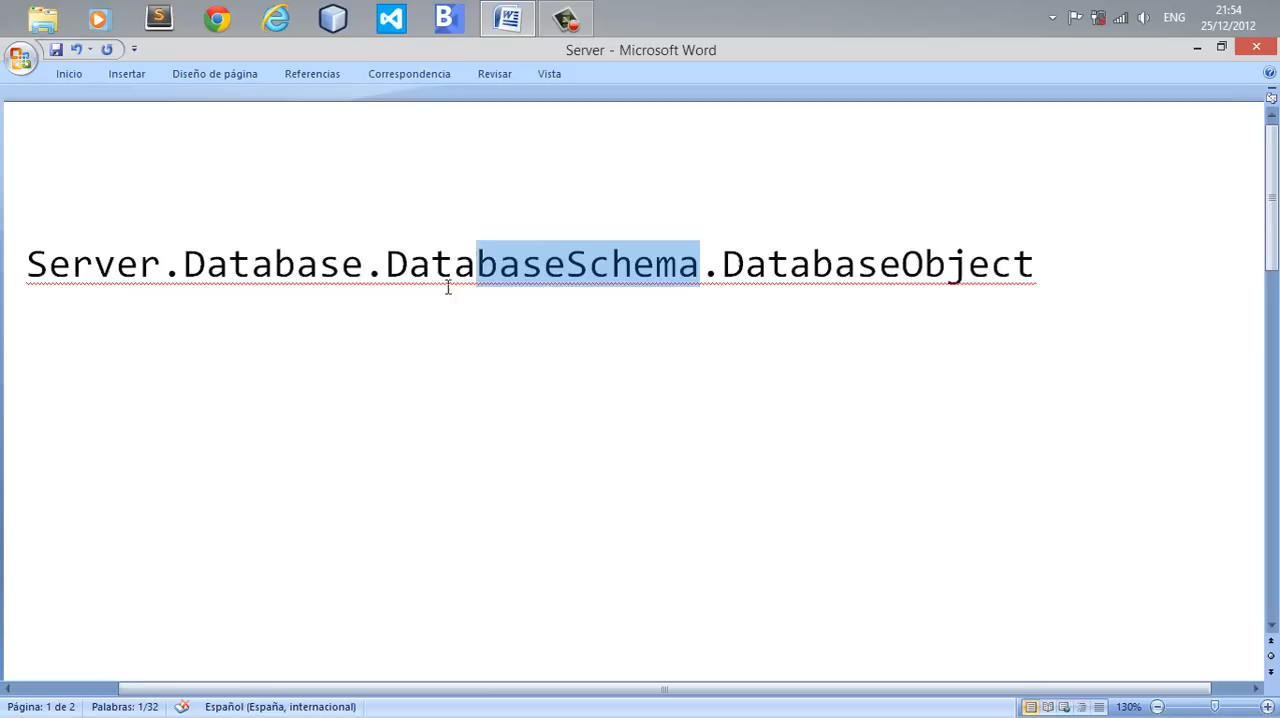 21:54
ENG
25/12/2012
Server - Microsoft Word
Inicio Insertar Diseño de página Referencias Correspondencia Revisar Vista
Server.Database.DatabaseSchema.DatabaseObject
Página: 1 de 2 Palabras: 1/32 Español (España, internacional) 130%